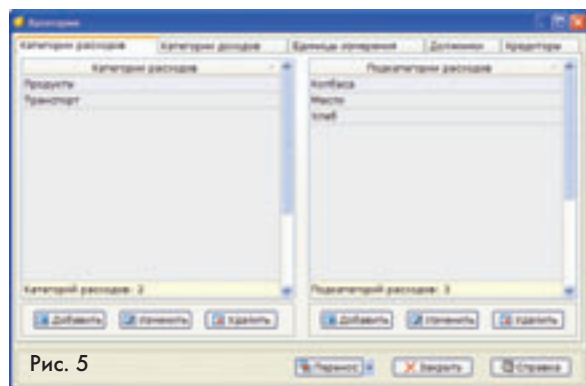 Категории
Категории расходов Категории доходов Единицы измерения Должники Кредиторы
Категории расходов Подкатегории расходов
Продукты Колбаса
Транспорт Масло
Хлеб
Категорий расходов: 2 Подкатегорий расходов: 3
Добавить Изменить Удалить Добавить Изменить Удалить
Рис. 5 Перенос Закрыть Справка